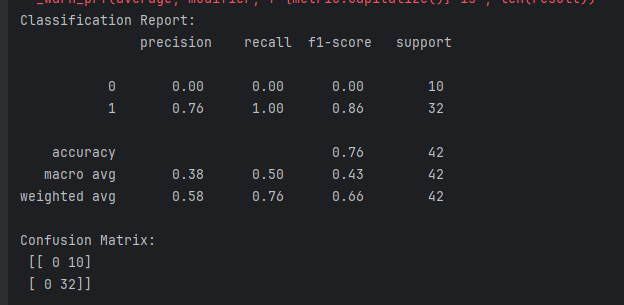 _warn_prf(average, modifier, f"{metric.capitalize()} is", len(result))
Classification Report:
precision recall f1-score support
0 0.00 0.00 0.00 10
1 0.76 1.00 0.86 32
accuracy 0.76 42
macro avg 0.38 0.50 0.43 42
weighted avg 0.58 0.76 0.66 42
Confusion Matrix:
[[ 0 10]
[ 0 32]]